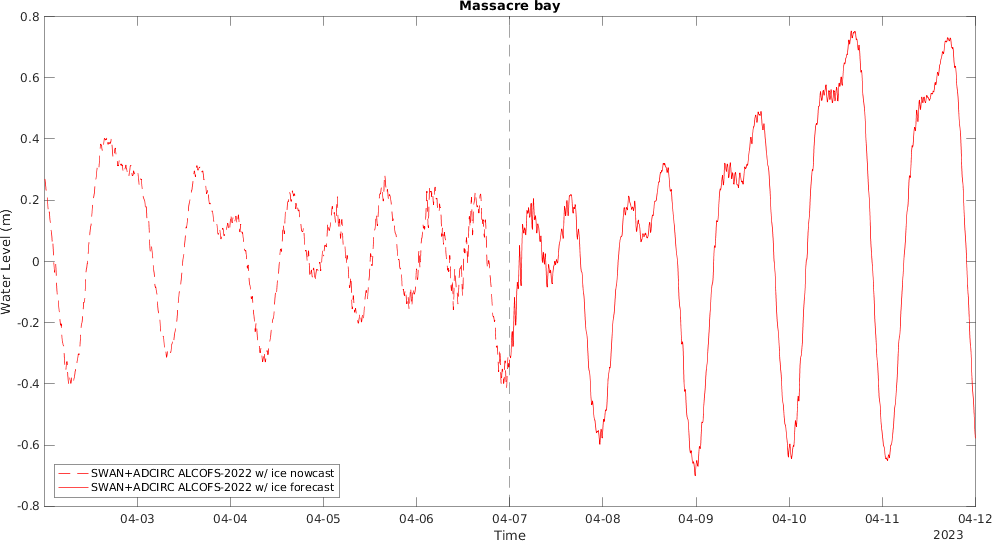 Massacre bay
Water Level (m)
0.8
0.6
0.4
0.2
0
-0.2
-0.4
-0.6
-0.8
SWAN+ADCIRC ALCOFS-2022 w/ ice nowcast
SWAN+ADCIRC ALCOFS-2022 w/ ice forecast
04-03 04-04 04-05 04-06 04-07 04-08 04-09 04-10 04-11 04-12
Time
2023